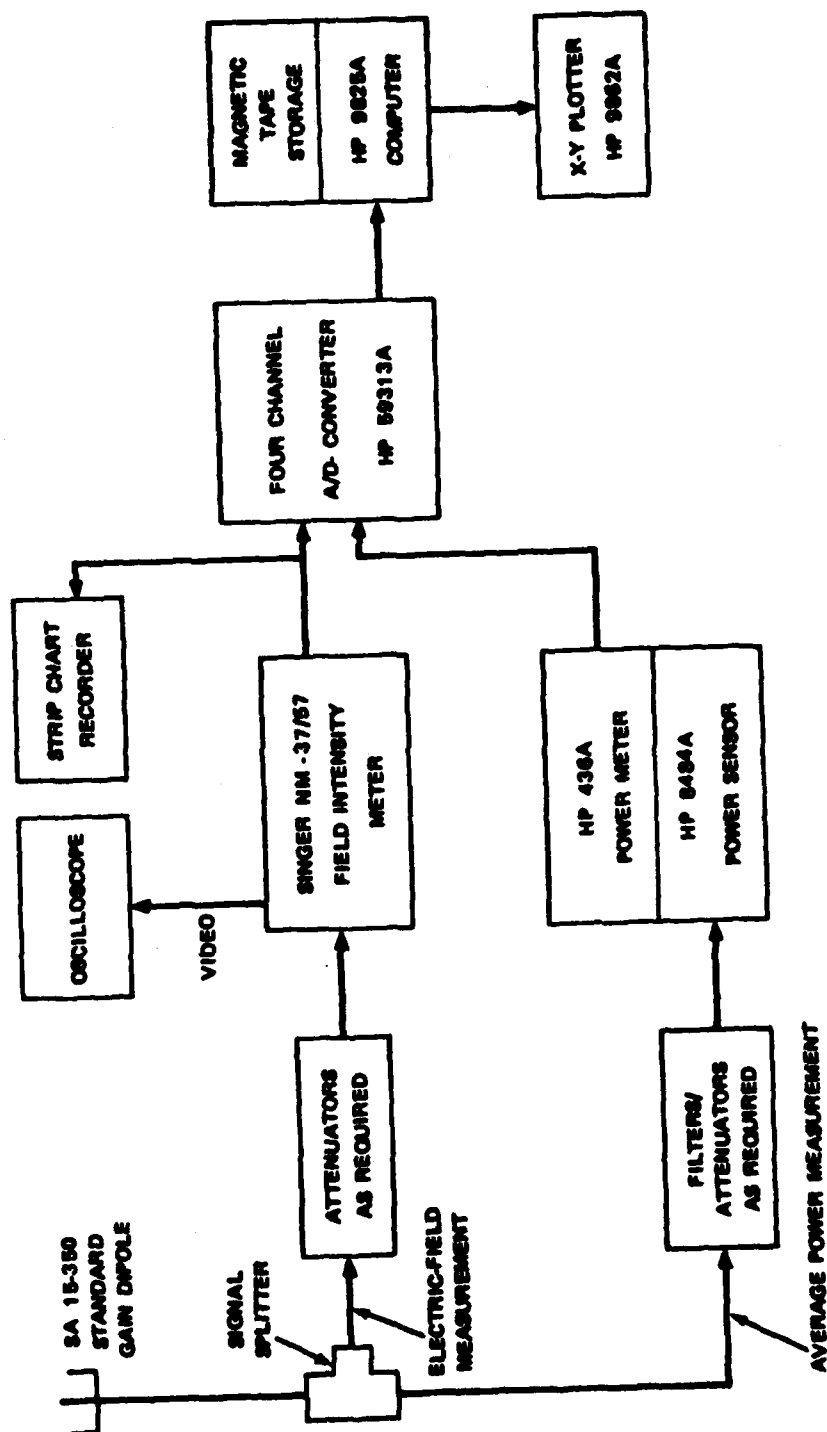 SA 15-350
STANDARD
GAIN DIPOLE
SIGNAL
SPLITTER
ELECTRIC-FIELD
MEASUREMENT
ATTENUATORS
AS REQUIRED
OSCILLOSCOPE
VIDEO
STRIP CHART
RECORDER
SINGER NM -37/57
FIELD INTENSITY
METER
FOUR CHANNEL
A/D- CONVERTER
HP 59313A
MAGNETIC
TAPE
STORAGE
HP 9825A
COMPUTER
X-Y PLOTTER
HP 9862A
AVERAGE POWER MEASUREMENT
FILTERS/
ATTENUATORS
AS REQUIRED
HP 436A
POWER METER
HP 8484A
POWER SENSOR